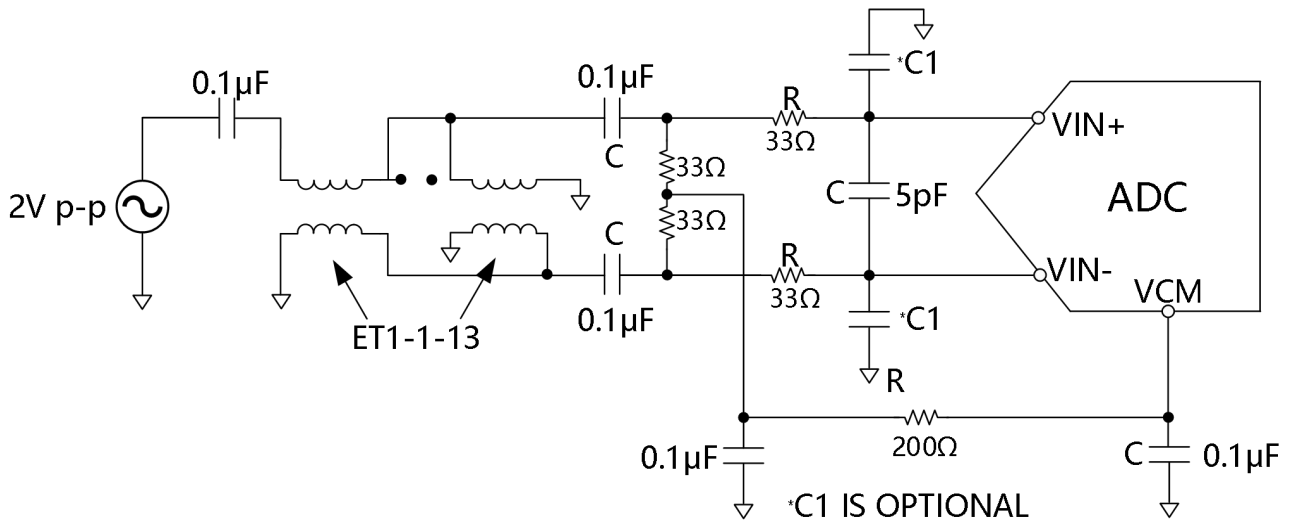 *C1
0.1µF
0.1µF
R
C
33Ω
33Ω
VIN+
2V p-p
C
5pF
ADC
33Ω
C
R
VIN-
33Ω
VCM
0.1µF
*C1
ET1-1-13
R
200Ω
0.1µF
C
0.1µF
*C1 IS OPTIONAL